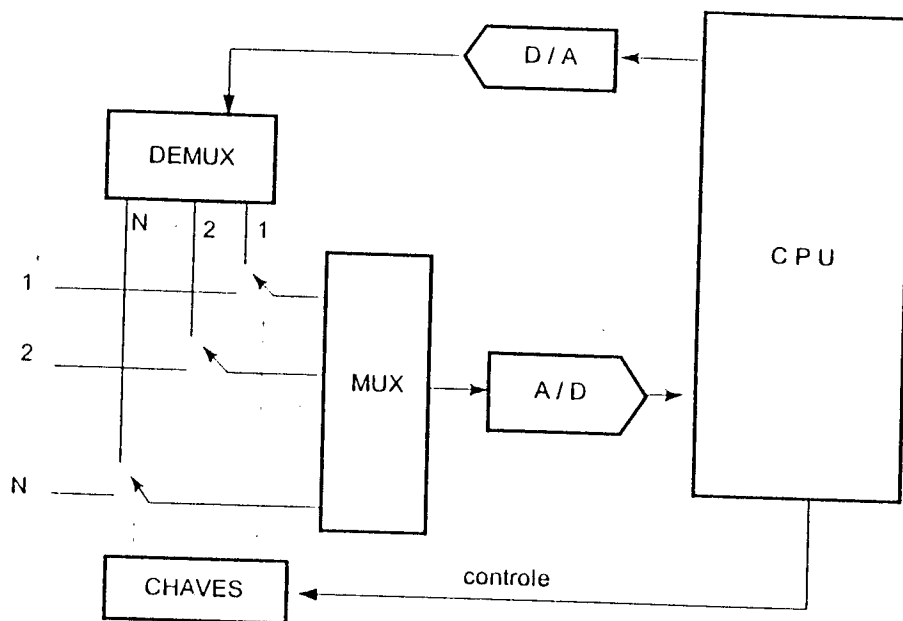 D / A
DEMUX
N 2 1
C P U
1
2
MUX
A / D
N
controle
CHAVES